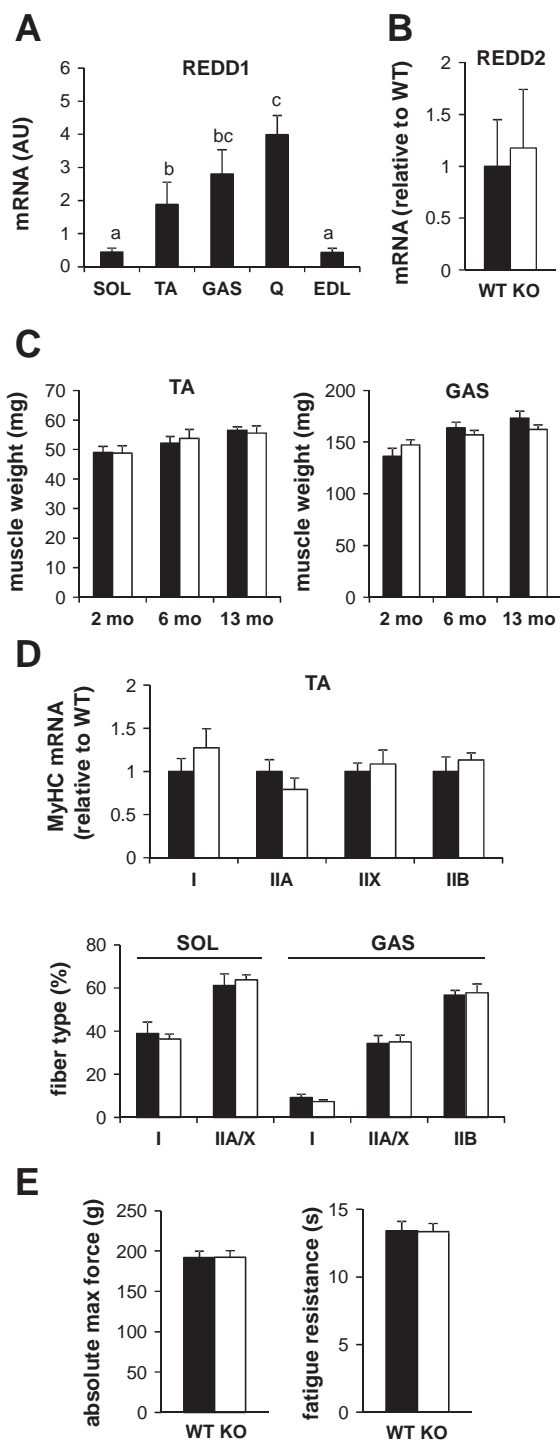 A
REDD1
mRNA (AU)
6
5
4
3
2
1
0
a
b
bc
c
a
SOL TA GAS Q EDL
B
REDD2
mRNA (relative to WT)
2
1.5
1
0.5
0
WT KO
C
TA
muscle weight (mg)
70
60
50
40
30
20
10
0
2 mo 6 mo 13 mo
GAS
muscle weight (mg)
200
150
100
50
0
2 mo 6 mo 13 mo
D
TA
MyHC mRNA
(relative to WT)
2
1.5
1
0.5
0
I IIA IIX IIB
SOL GAS
fiber type (%)
80
60
40
20
0
I IIA/X I IIA/X IIB
E
absolute max force (g)
250
200
150
100
50
0
WT KO
fatigue resistance (s)
15
10
5
0
WT KO